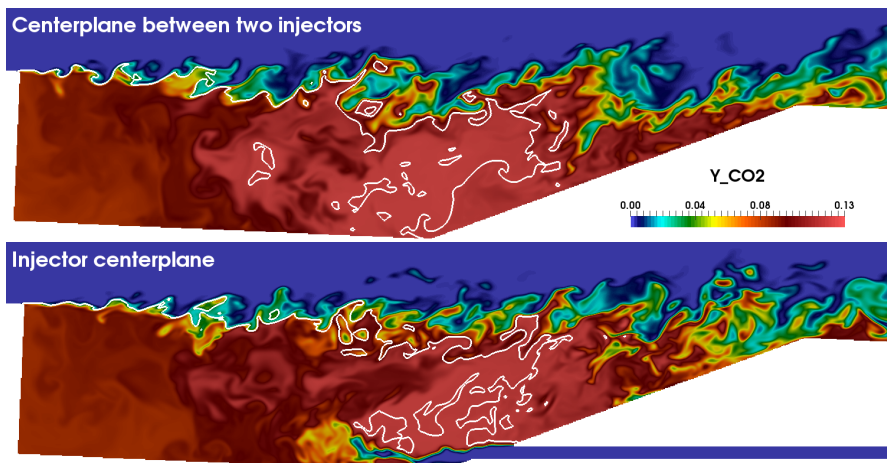 Centerplane between two injectors
Y_CO2
0.00 0.04 0.08 0.13
Injector centerplane